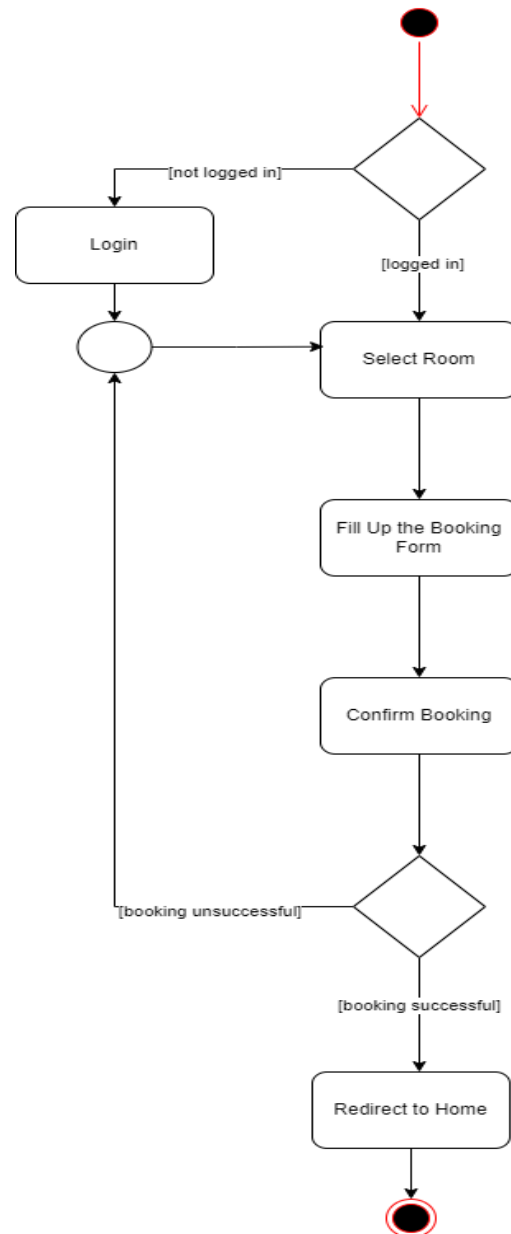 [not logged in]
Login
[logged in]
Select Room
Fill Up the Booking
Form
Confirm Booking
[booking unsuccessful]
[booking successful]
Redirect to Home